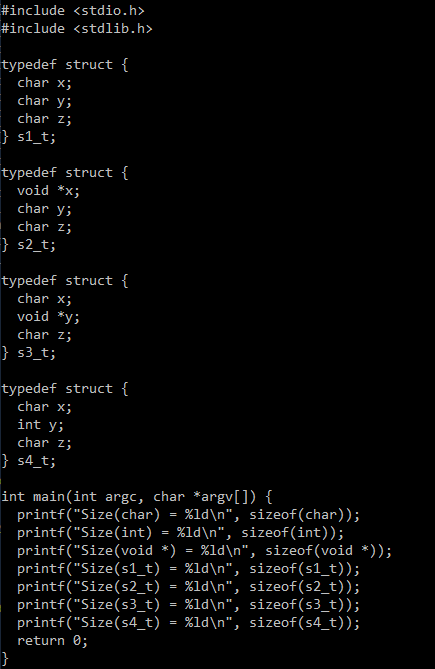 #include <stdio.h>
#include <stdlib.h>

typedef struct {
  char x;
  char y;
  char z;
} s1_t;

typedef struct {
  void *x;
  char y;
  char z;
} s2_t;

typedef struct {
  char x;
  void *y;
  char z;
} s3_t;

typedef struct {
  char x;
  int y;
  char z;
} s4_t;

int main(int argc, char *argv[]) {
  printf("Size(char) = %ld\n", sizeof(char));
  printf("Size(int) = %ld\n", sizeof(int));
  printf("Size(void *) = %ld\n", sizeof(void *));
  printf("Size(s1_t) = %ld\n", sizeof(s1_t));
  printf("Size(s2_t) = %ld\n", sizeof(s2_t));
  printf("Size(s3_t) = %ld\n", sizeof(s3_t));
  printf("Size(s4_t) = %ld\n", sizeof(s4_t));
  return 0;
}